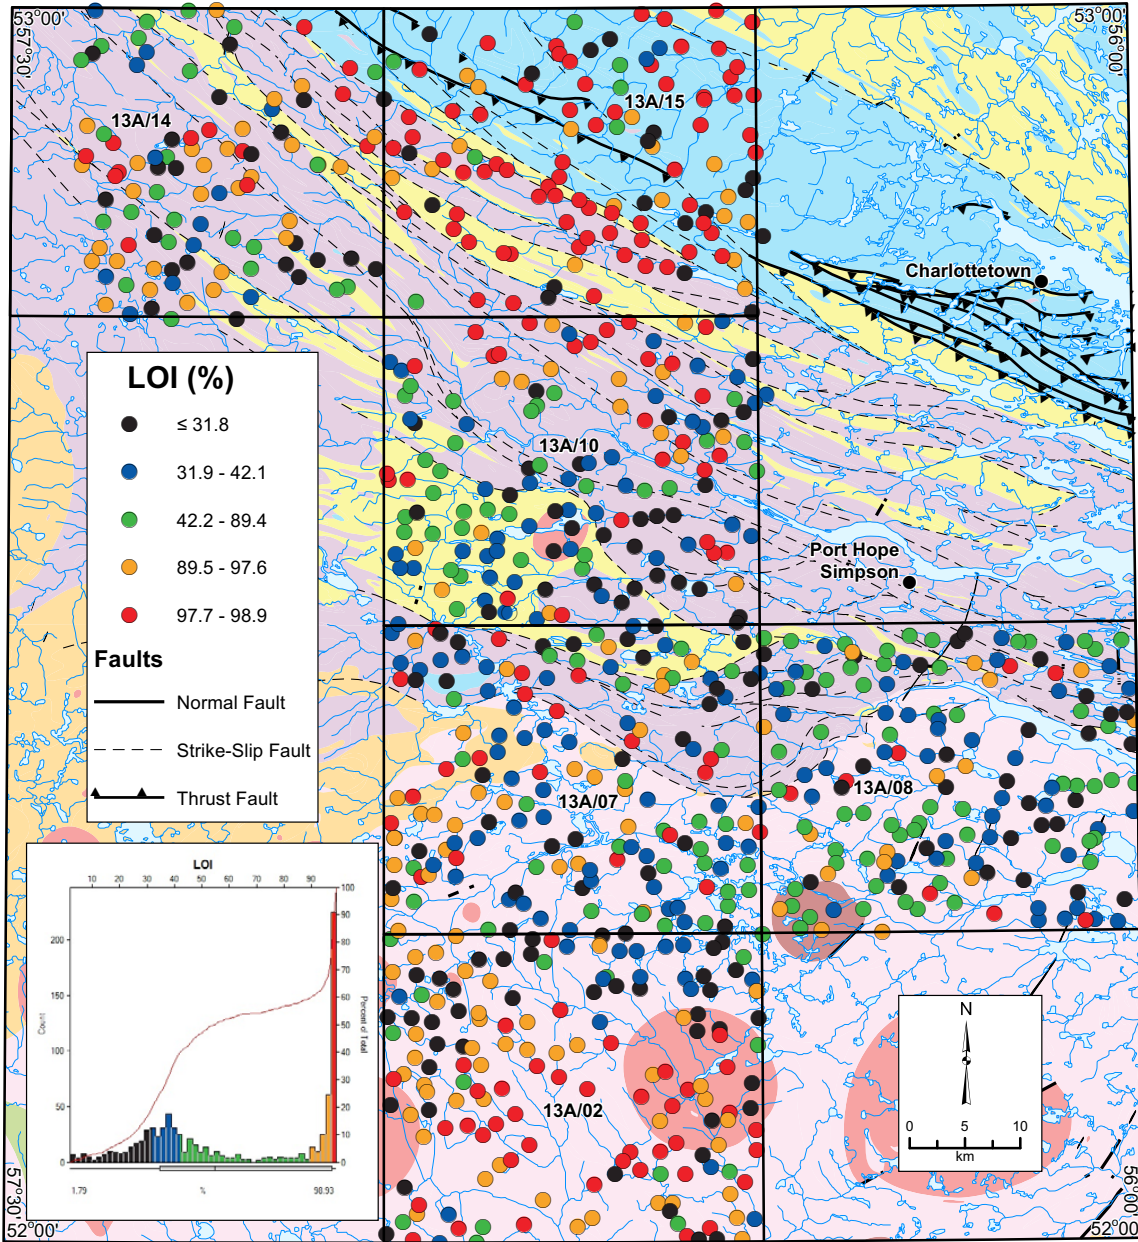 53°00'
57°30'
53°00'
56°00'
13A/14
13A/15
Charlottetown
13A/10
Port Hope
Simpson
13A/07
13A/08
13A/02
LOI (%)
≤ 31.8
31.9 - 42.1
42.2 - 89.4
89.5 - 97.6
97.7 - 98.9
Faults
Normal Fault
Strike-Slip Fault
Thrust Fault
LOI
10 20 30 40 50 60 70 80 90
200
150
100
50
0
Count
100
90
80
70
60
50
40
30
20
10
0
Percent of Total
1.79 % 98.93
N
0 5 10
km
57°30'
52°00'
56°00'
52°00'